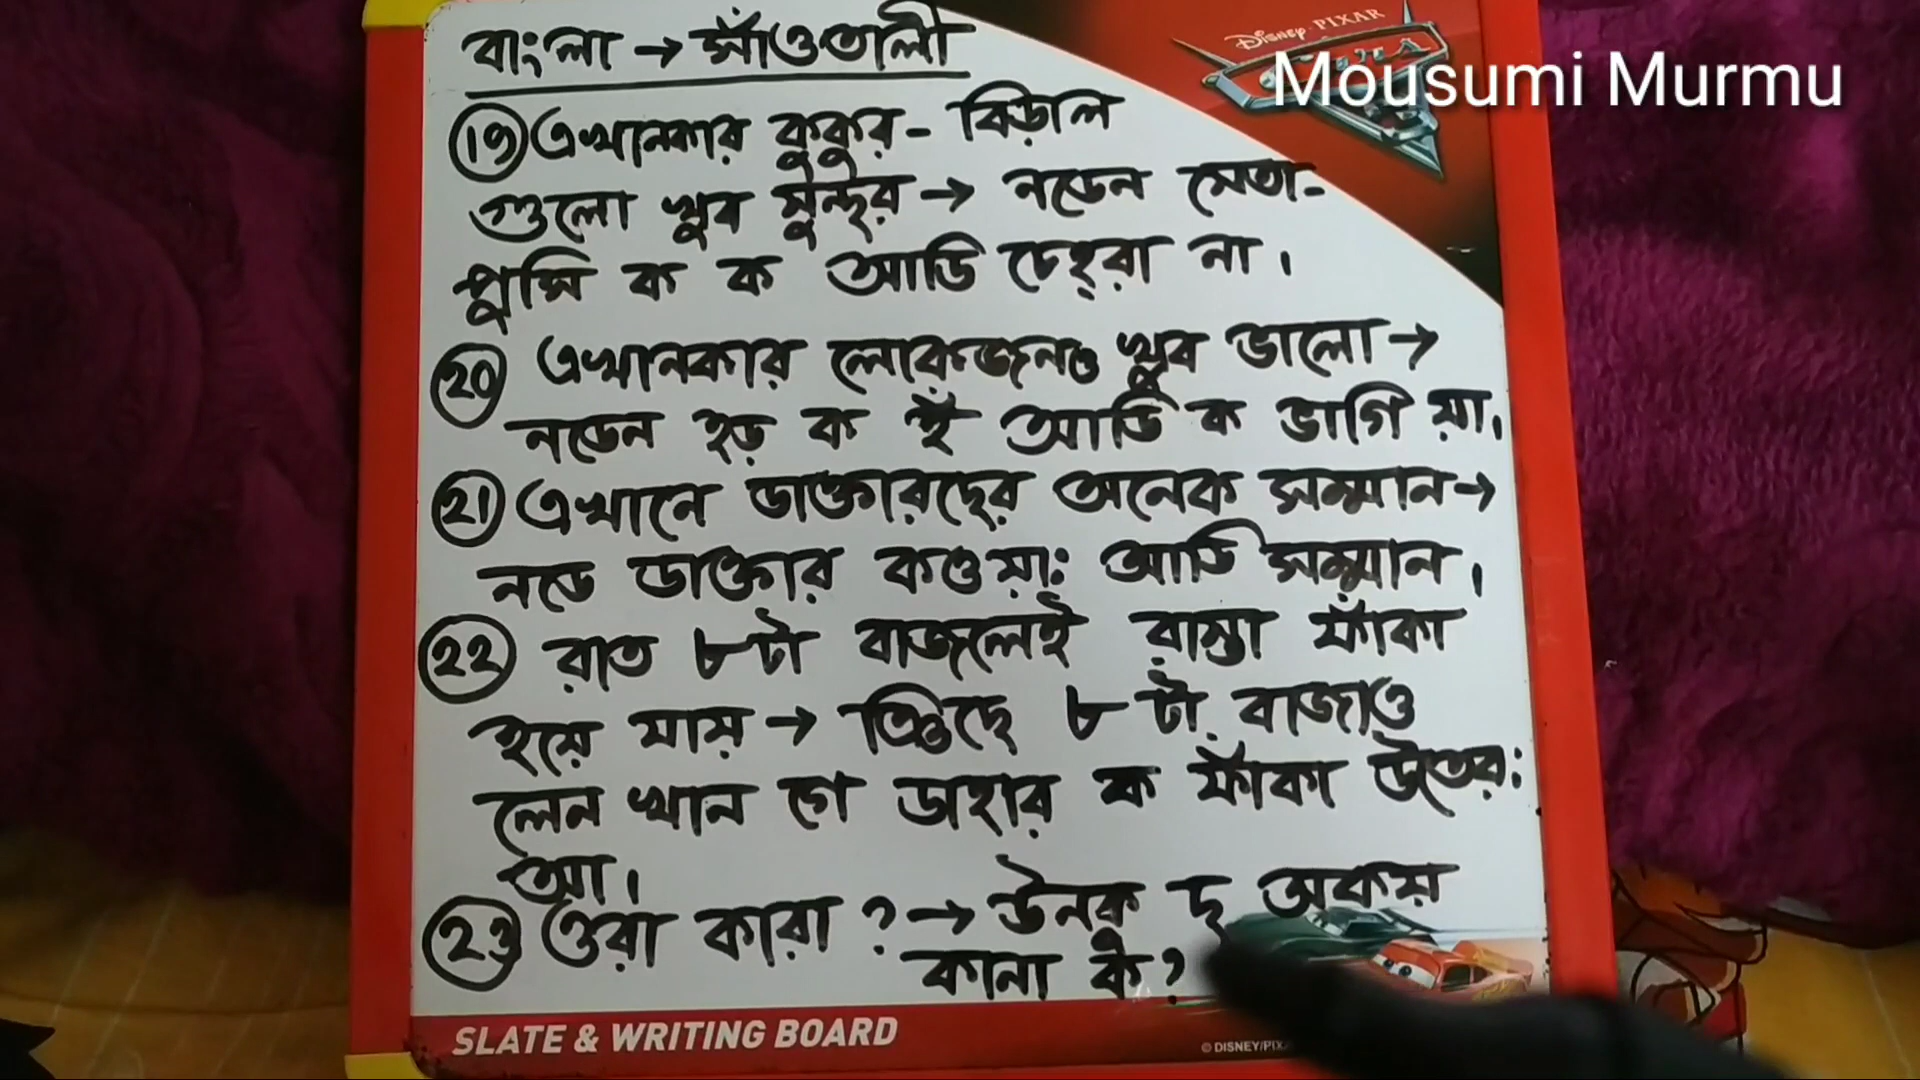 বাংলা → সাঁওতালী
DISNEY·PIXAR
Mousumi Murmu
১৯ এখানকার কুকুর - বিড়াল
গুলো খুব সুন্দর → নডেন সেতা-
পুসি ক ক আডি চেহ্রা না।
২০ এখানকার লোকজনও খুব ভালো →
নডেন হড় ক হুঁ আডি ক ভাগি য়া।
২১ এখানে ডাক্তারদের অনেক সম্মান →
নডে ডাক্তার কওয়া: আডি সম্মান।
২২ রাত ৮টা বাজলেই রাস্তা ফাঁকা
হয়ে যায় → ঞিদে ৮টা বাজাও
লেন খান গে ডাহার ক ফাঁকা উতের:
আ।
২৩ ওরা কারা? → উনক দ অকয়
কানা ক?
SLATE & WRITING BOARD
© DISNEY/PIX